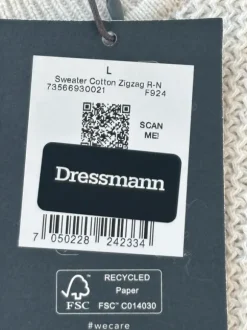 L
Sweater Cotton Zigzag R-N
73566930021 F924
SCAN
ME!
Dressmann
7 050228 242334
RECYCLED
Paper
FSC™ C014030
FSC
#wecare